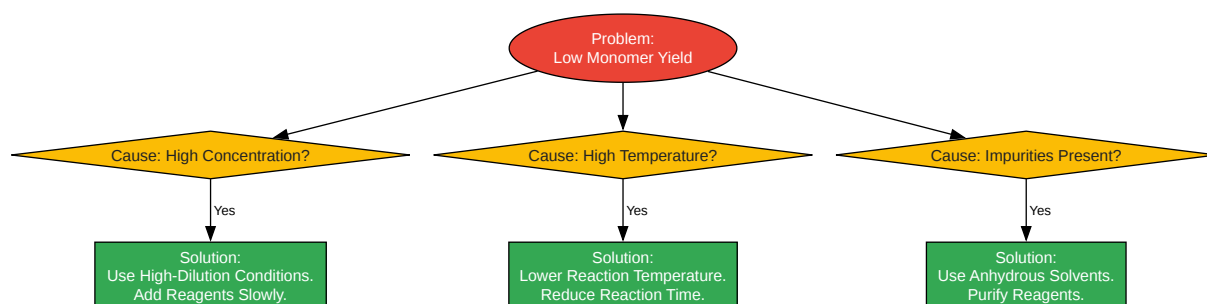 Problem:
Low Monomer Yield
Cause: High Concentration?
Cause: High Temperature?
Cause: Impurities Present?
Yes
Yes
Yes
Solution:
Use High-Dilution Conditions.
Add Reagents Slowly.
Solution:
Lower Reaction Temperature.
Reduce Reaction Time.
Solution:
Use Anhydrous Solvents.
Purify Reagents.